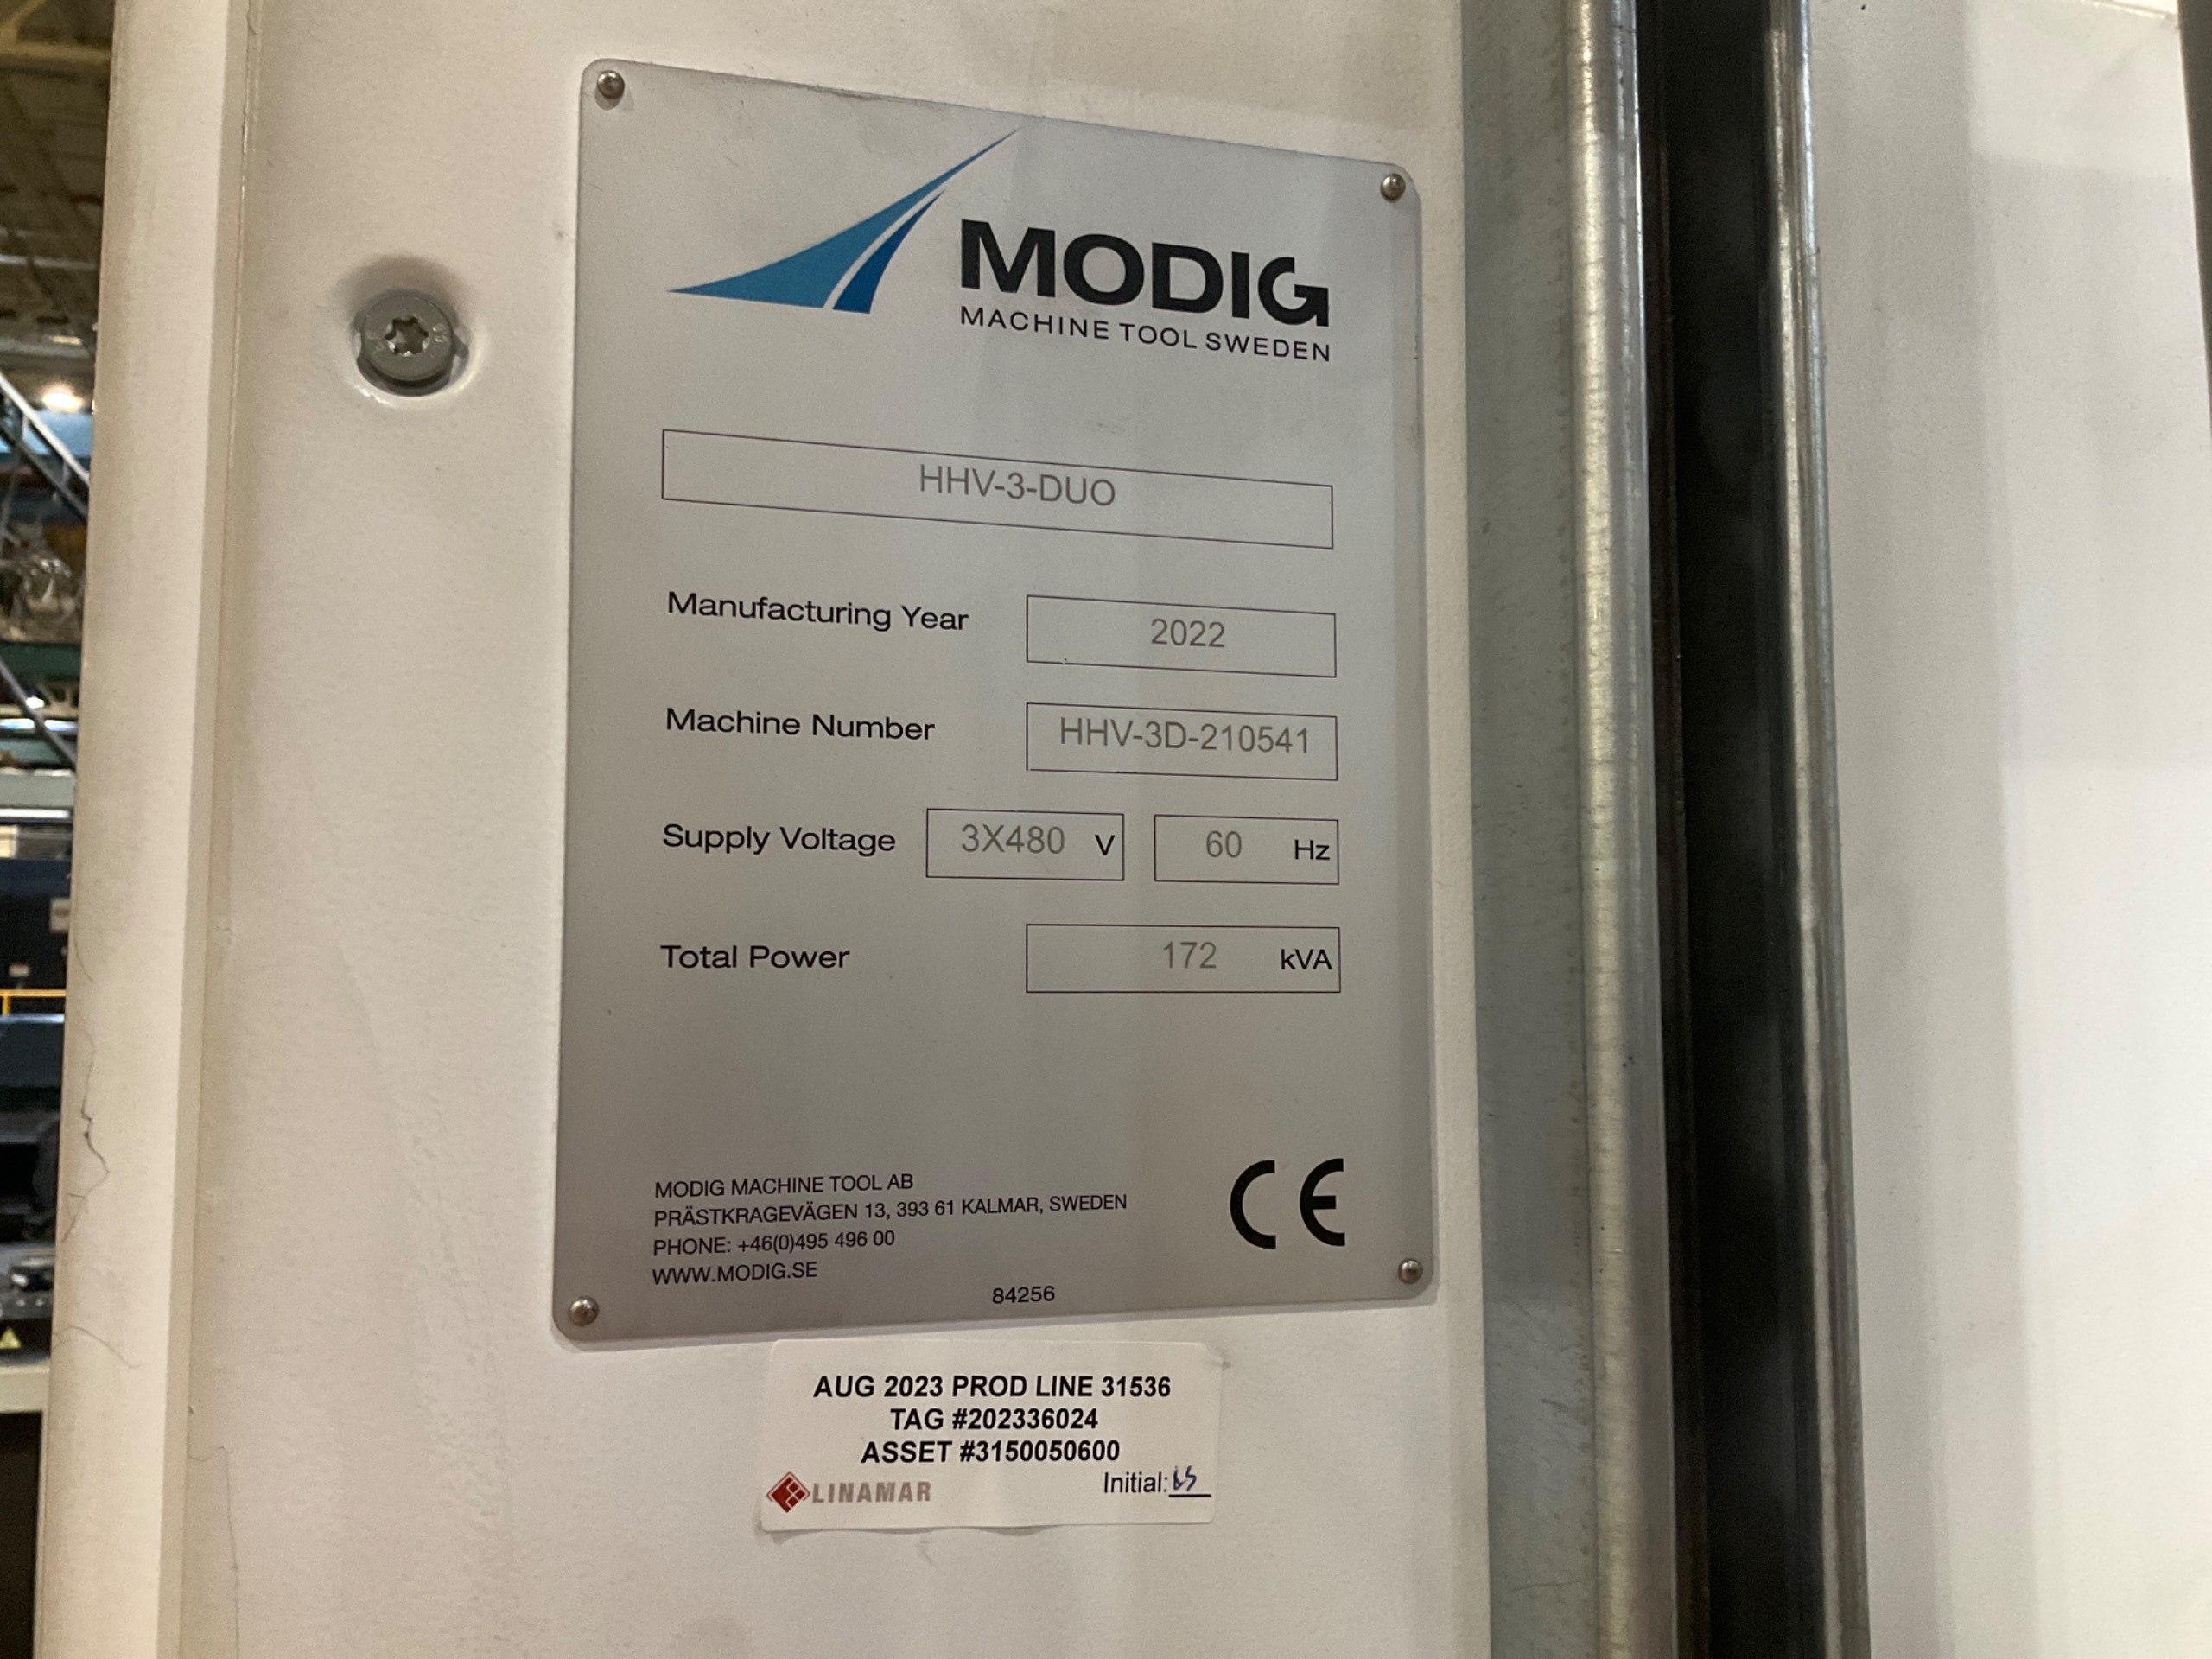 MODIG
MACHINE TOOL SWEDEN
HHV-3-DUO
Manufacturing Year 2022
Machine Number HHV-3D-210541
Supply Voltage 3X480 V 60 Hz
Total Power 172 kVA
MODIG MACHINE TOOL AB
PRÄSTKRAGEVÄGEN 13, 393 61 KALMAR, SWEDEN
PHONE: +46(0)495 496 00
WWW.MODIG.SE
CE
84256
AUG 2023 PROD LINE 31536
TAG #202336024
ASSET #3150050600
LINAMAR Initial: